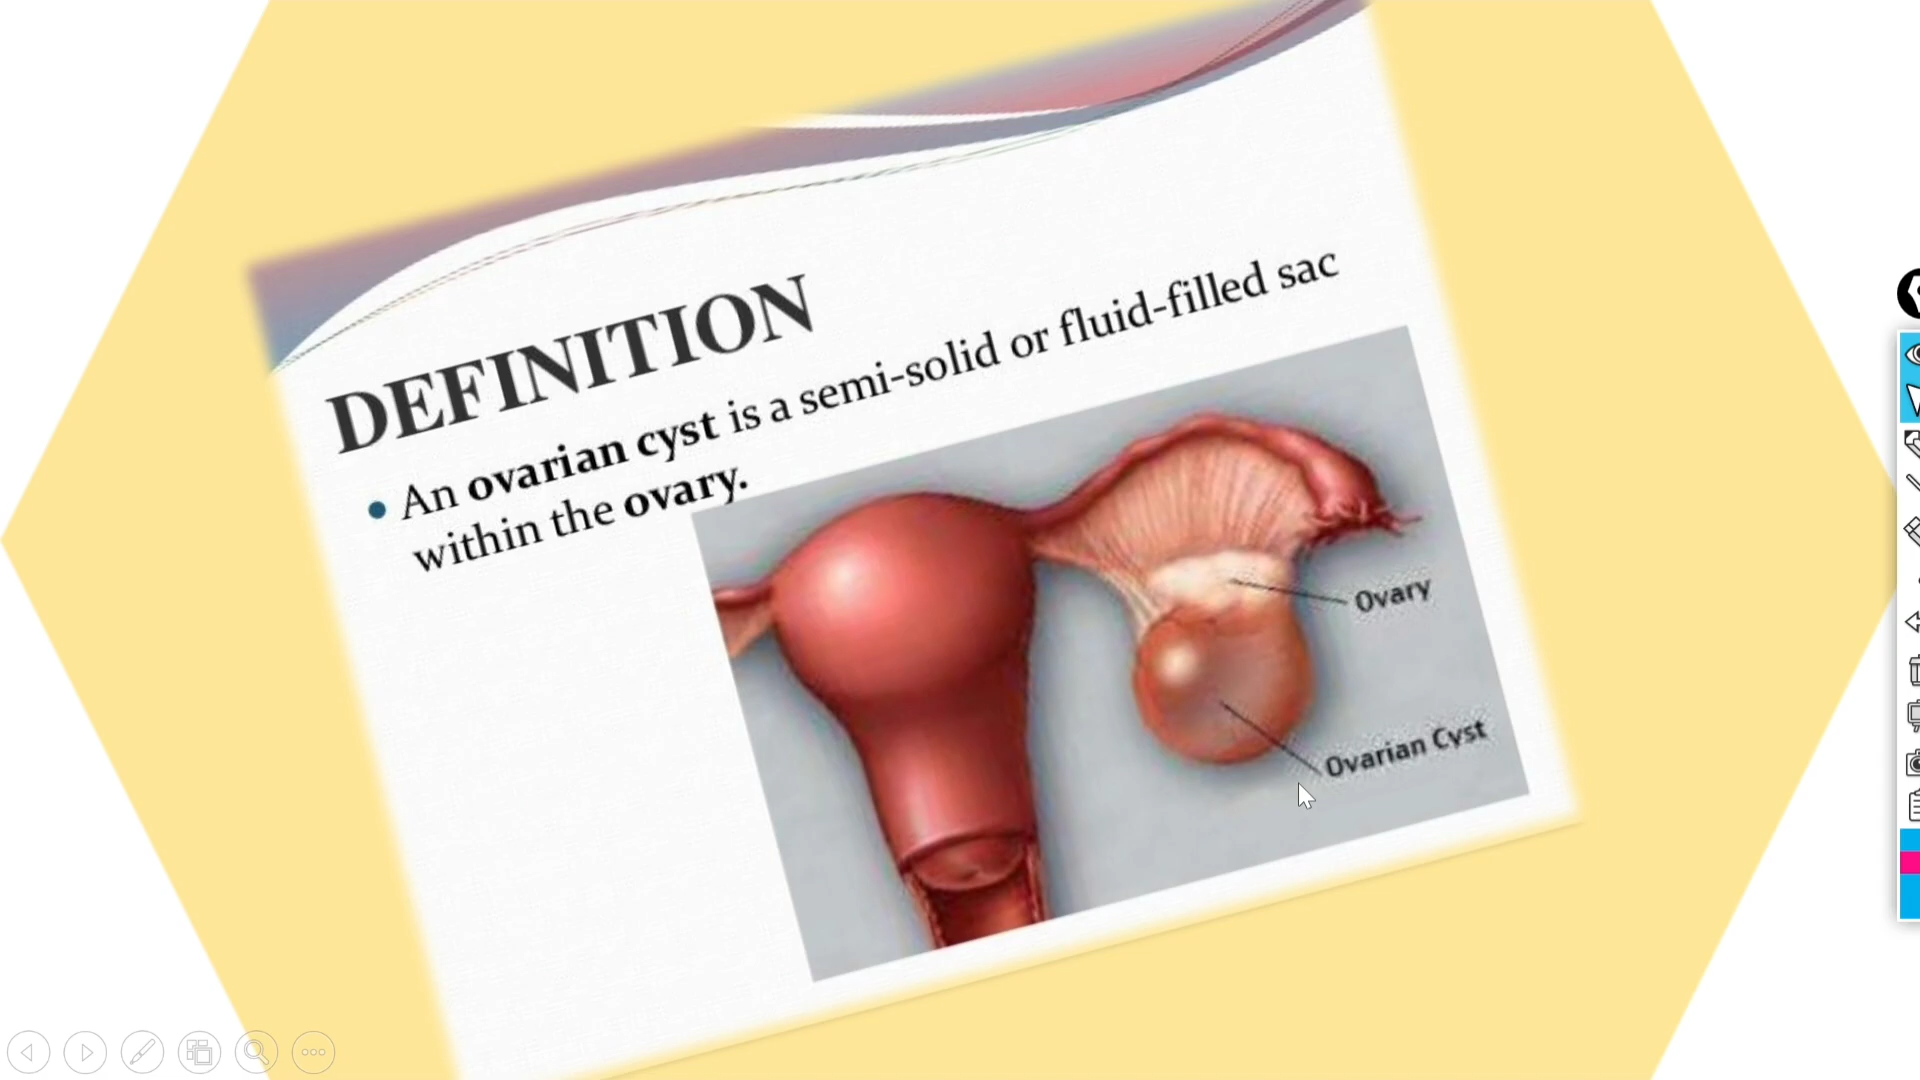 DEFINITION
• An ovarian cyst is a semi-solid or fluid-filled sac
within the ovary.
Ovary
Ovarian Cyst